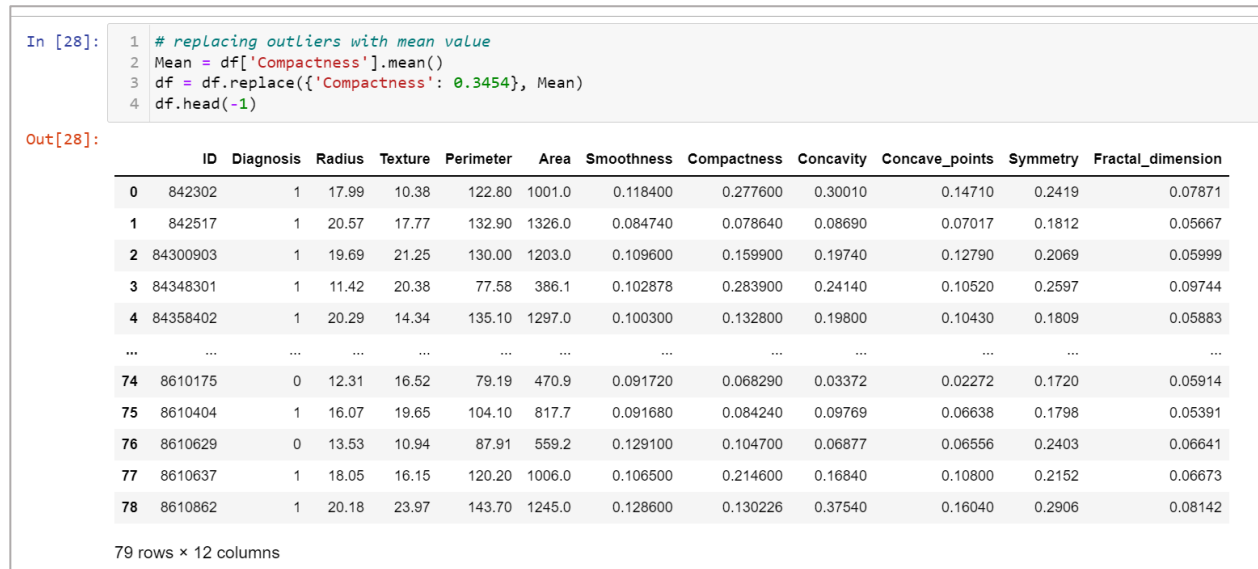 In [28]:
1 # replacing outliers with mean value
2 Mean = df['Compactness'].mean()
3 df = df.replace({'Compactness': 0.3454}, Mean)
4 df.head(-1)
Out[28]:
ID Diagnosis Radius Texture Perimeter Area Smoothness Compactness Concavity Concave_points Symmetry Fractal_dimension
0 842302 1 17.99 10.38 122.80 1001.0 0.118400 0.277600 0.30010 0.14710 0.2419 0.07871
1 842517 1 20.57 17.77 132.90 1326.0 0.084740 0.078640 0.08690 0.07017 0.1812 0.05667
2 84300903 1 19.69 21.25 130.00 1203.0 0.109600 0.159900 0.19740 0.12790 0.2069 0.05999
3 84348301 1 11.42 20.38 77.58 386.1 0.102878 0.283900 0.24140 0.10520 0.2597 0.09744
4 84358402 1 20.29 14.34 135.10 1297.0 0.100300 0.132800 0.19800 0.10430 0.1809 0.05883
... ... ... ... ... ... ... ... ... ... ... ... ...
74 8610175 0 12.31 16.52 79.19 470.9 0.091720 0.068290 0.03372 0.02272 0.1720 0.05914
75 8610404 1 16.07 19.65 104.10 817.7 0.091680 0.084240 0.09769 0.06638 0.1798 0.05391
76 8610629 0 13.53 10.94 87.91 559.2 0.129100 0.104700 0.06877 0.06556 0.2403 0.06641
77 8610637 1 18.05 16.15 120.20 1006.0 0.106500 0.214600 0.16840 0.10800 0.2152 0.06673
78 8610862 1 20.18 23.97 143.70 1245.0 0.128600 0.130226 0.37540 0.16040 0.2906 0.08142
79 rows × 12 columns